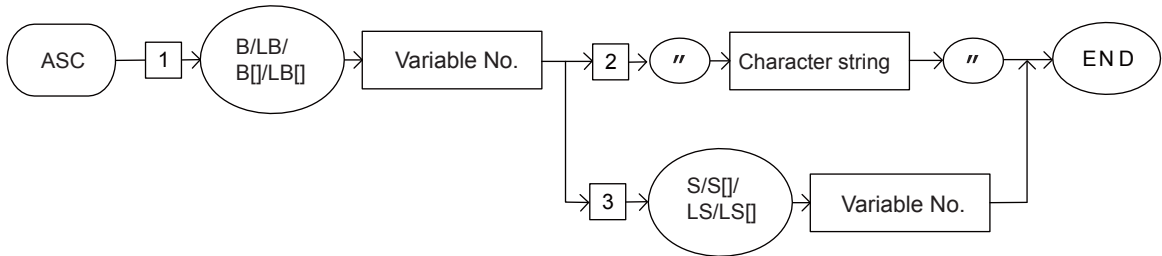 ASC
1
B/LB/
B[]/LB[]
Variable No.
2
"
Character string
"
END
3
S/S[]/
LS/LS[]
Variable No.